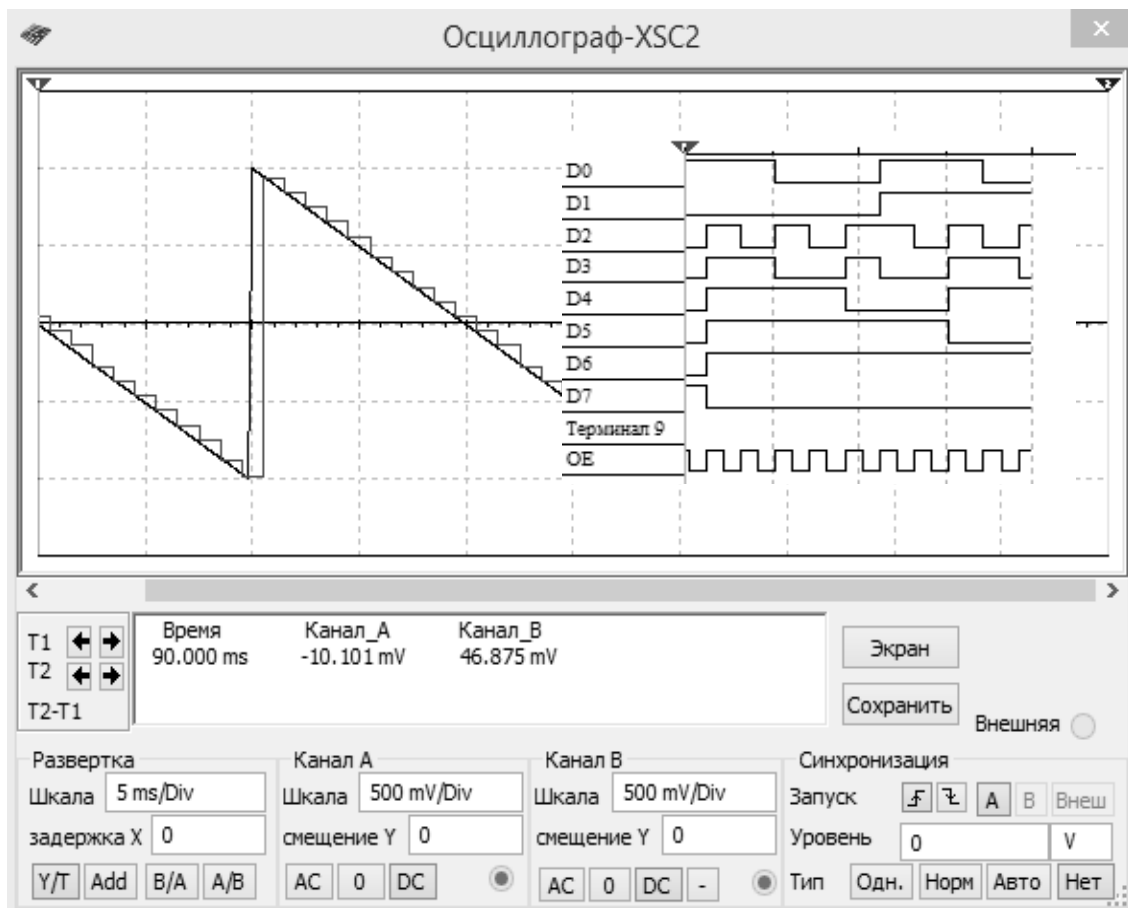 Осциллограф-XSC2
D0
D1
D2
D3
D4
D5
D6
D7
Терминал 9
OE
T1
T2
T2-T1
Время Канал_A Канал_B
90.000 ms -10.101 mV 46.875 mV
Экран
Сохранить
Внешняя
Развертка
Шкала 5 ms/Div
задержка X 0
Y/T Add B/A A/B
Канал A
Шкала 500 mV/Div
смещение Y 0
AC 0 DC
Канал B
Шкала 500 mV/Div
смещение Y 0
AC 0 DC -
Синхронизация
Запуск A B Внеш
Уровень 0 V
Тип Одн. Норм Авто Нет